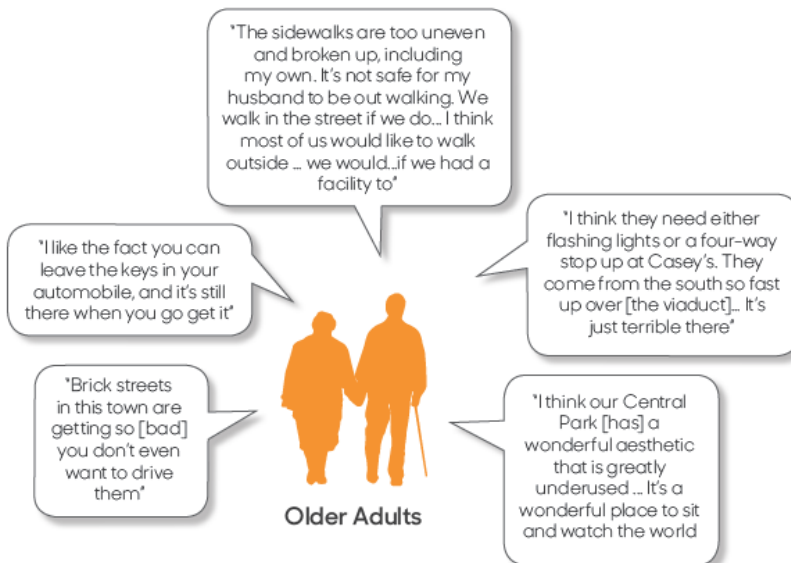 "The sidewalks are too uneven
and broken up, including
my own. It's not safe for my
husband to be out walking. We
walk in the street if we do... I think
most of us would like to walk
outside ... we would...if we had a
facility to"
"I like the fact you can
leave the keys in your
automobile, and it's still
there when you go get it"
"I think they need either
flashing lights or a four-way
stop up at Casey's. They
come from the south so fast
up over [the viaduct]... It's
just terrible there"
"Brick streets
in this town are
getting so [bad]
you don't even
want to drive
them"
"I think our Central
Park [has] a
wonderful aesthetic
that is greatly
underused ... It's a
wonderful place to sit
and watch the world
Older Adults